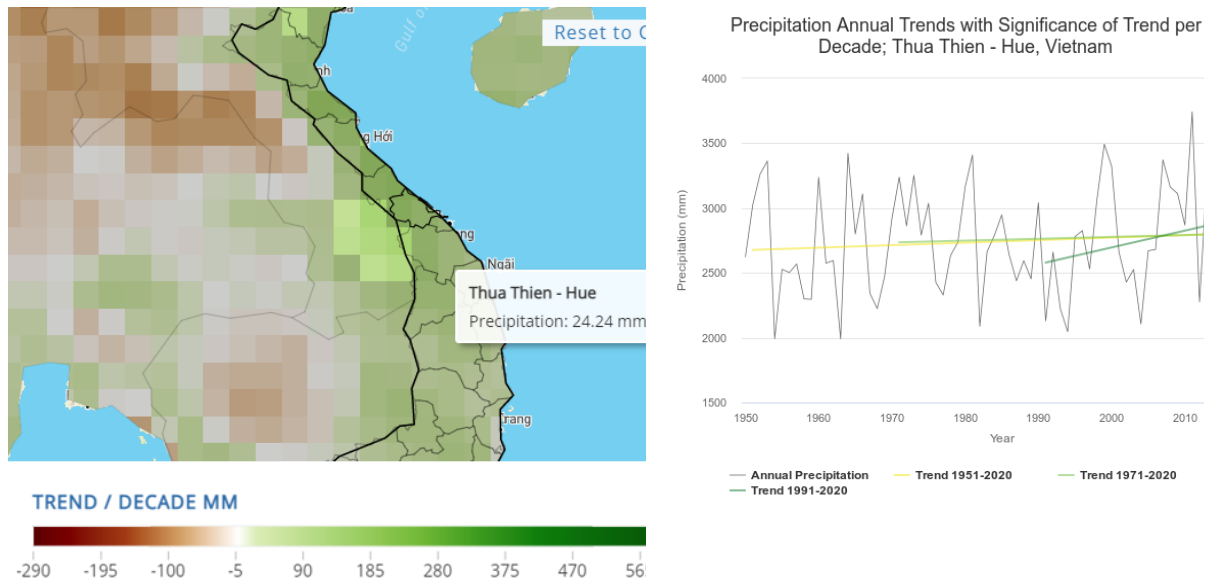 Gulf of
Reset to C
nh
g Hới
ng
Ngãi
Thua Thien - Hue
Precipitation: 24.24 mm
Trang
TREND / DECADE MM
-290 -195 -100 -5 90 185 280 375 470 565
Precipitation Annual Trends with Significance of Trend per
Decade; Thua Thien - Hue, Vietnam
4000
3500
3000
2500
2000
1500
Precipitation (mm)
1950 1960 1971 1980 1990 2000 2010
Year
Annual Precipitation Trend 1951-2020 Trend 1971-2020
Trend 1991-2020